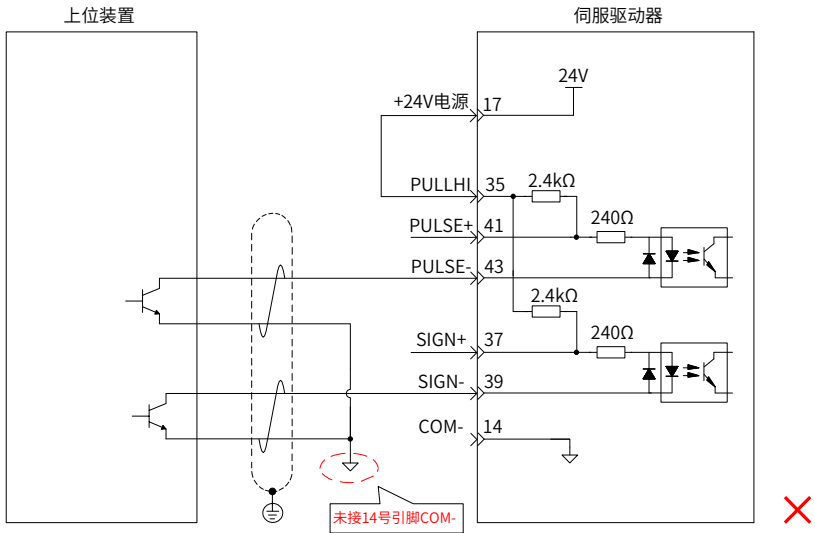 上位装置
伺服驱动器
24V
+24V电源
17
PULLHI
35
2.4kΩ
PULSE+
41
240Ω
PULSE-
43
2.4kΩ
SIGN+
37
240Ω
SIGN-
39
COM-
14
未接14号引脚COM-